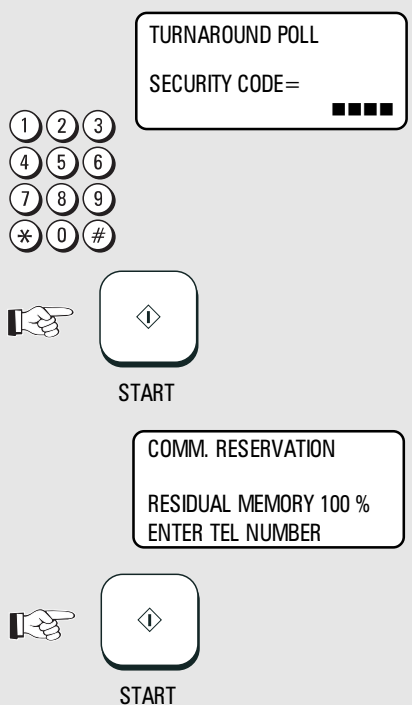 TURNAROUND POLL
SECURITY CODE=
■■■■
1 2 3
4 5 6
7 8 9
* 0 #
START
COMM. RESERVATION
RESIDUAL MEMORY 100 %
ENTER TEL NUMBER
START